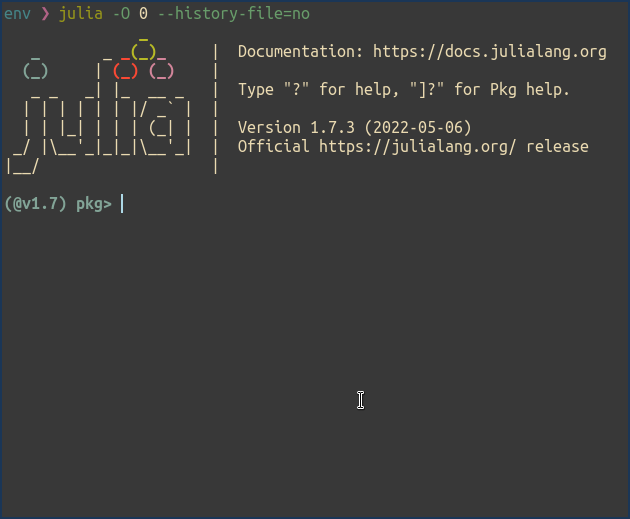 env ❯ julia -O 0 --history-file=no
Documentation: https://docs.julialang.org
Type "?" for help, "]?" for Pkg help.
Version 1.7.3 (2022-05-06)
Official https://julialang.org/ release
(@v1.7) pkg>